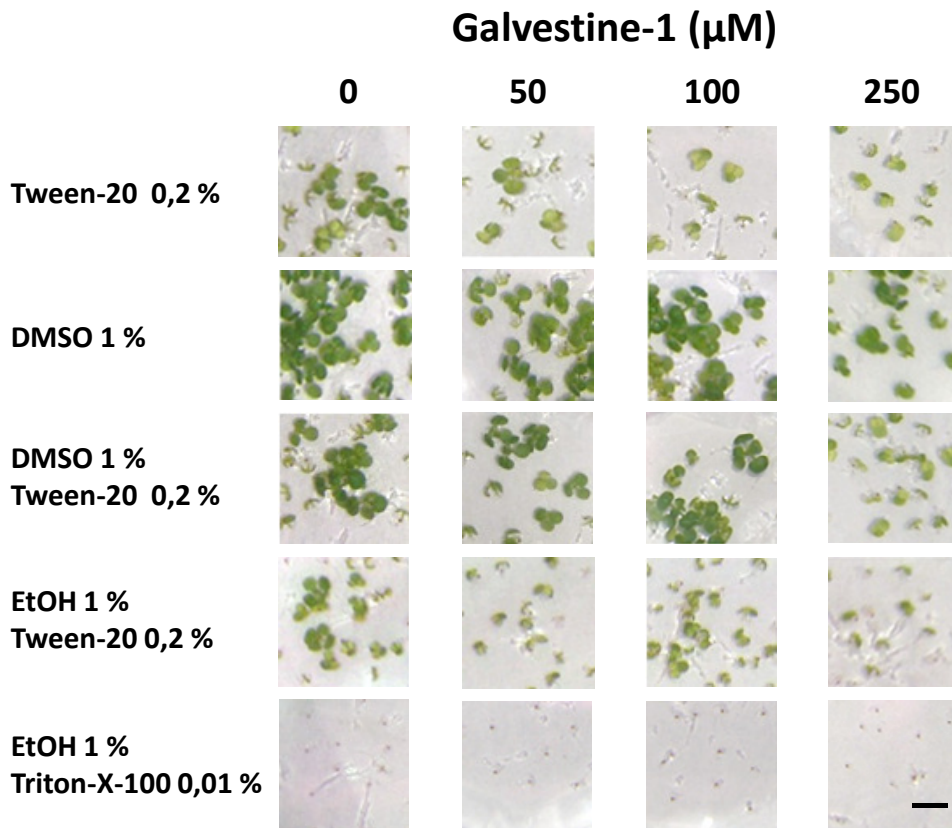 Galvestine-1 (µM)
0 50 100 250
Tween-20 0,2 %
DMSO 1 %
DMSO 1 %
Tween-20 0,2 %
EtOH 1 %
Tween-20 0,2 %
EtOH 1 %
Triton-X-100 0,01 %